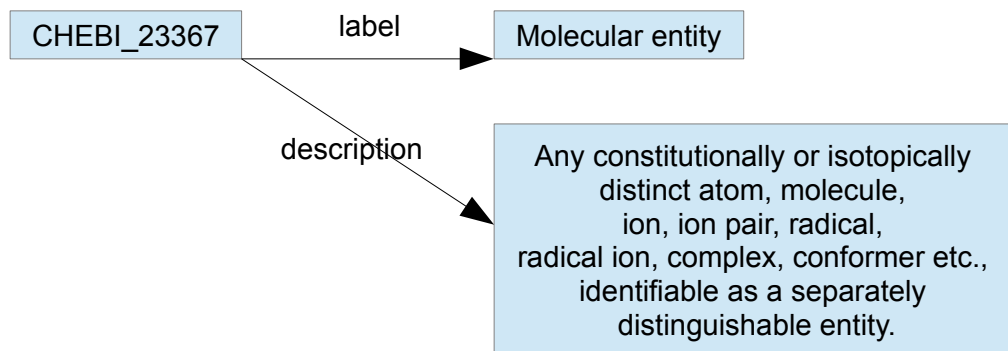 CHEBI_23367
label
Molecular entity
description
Any constitutionally or isotopically
distinct atom, molecule,
ion, ion pair, radical,
radical ion, complex, conformer etc.,
identifiable as a separately
distinguishable entity.